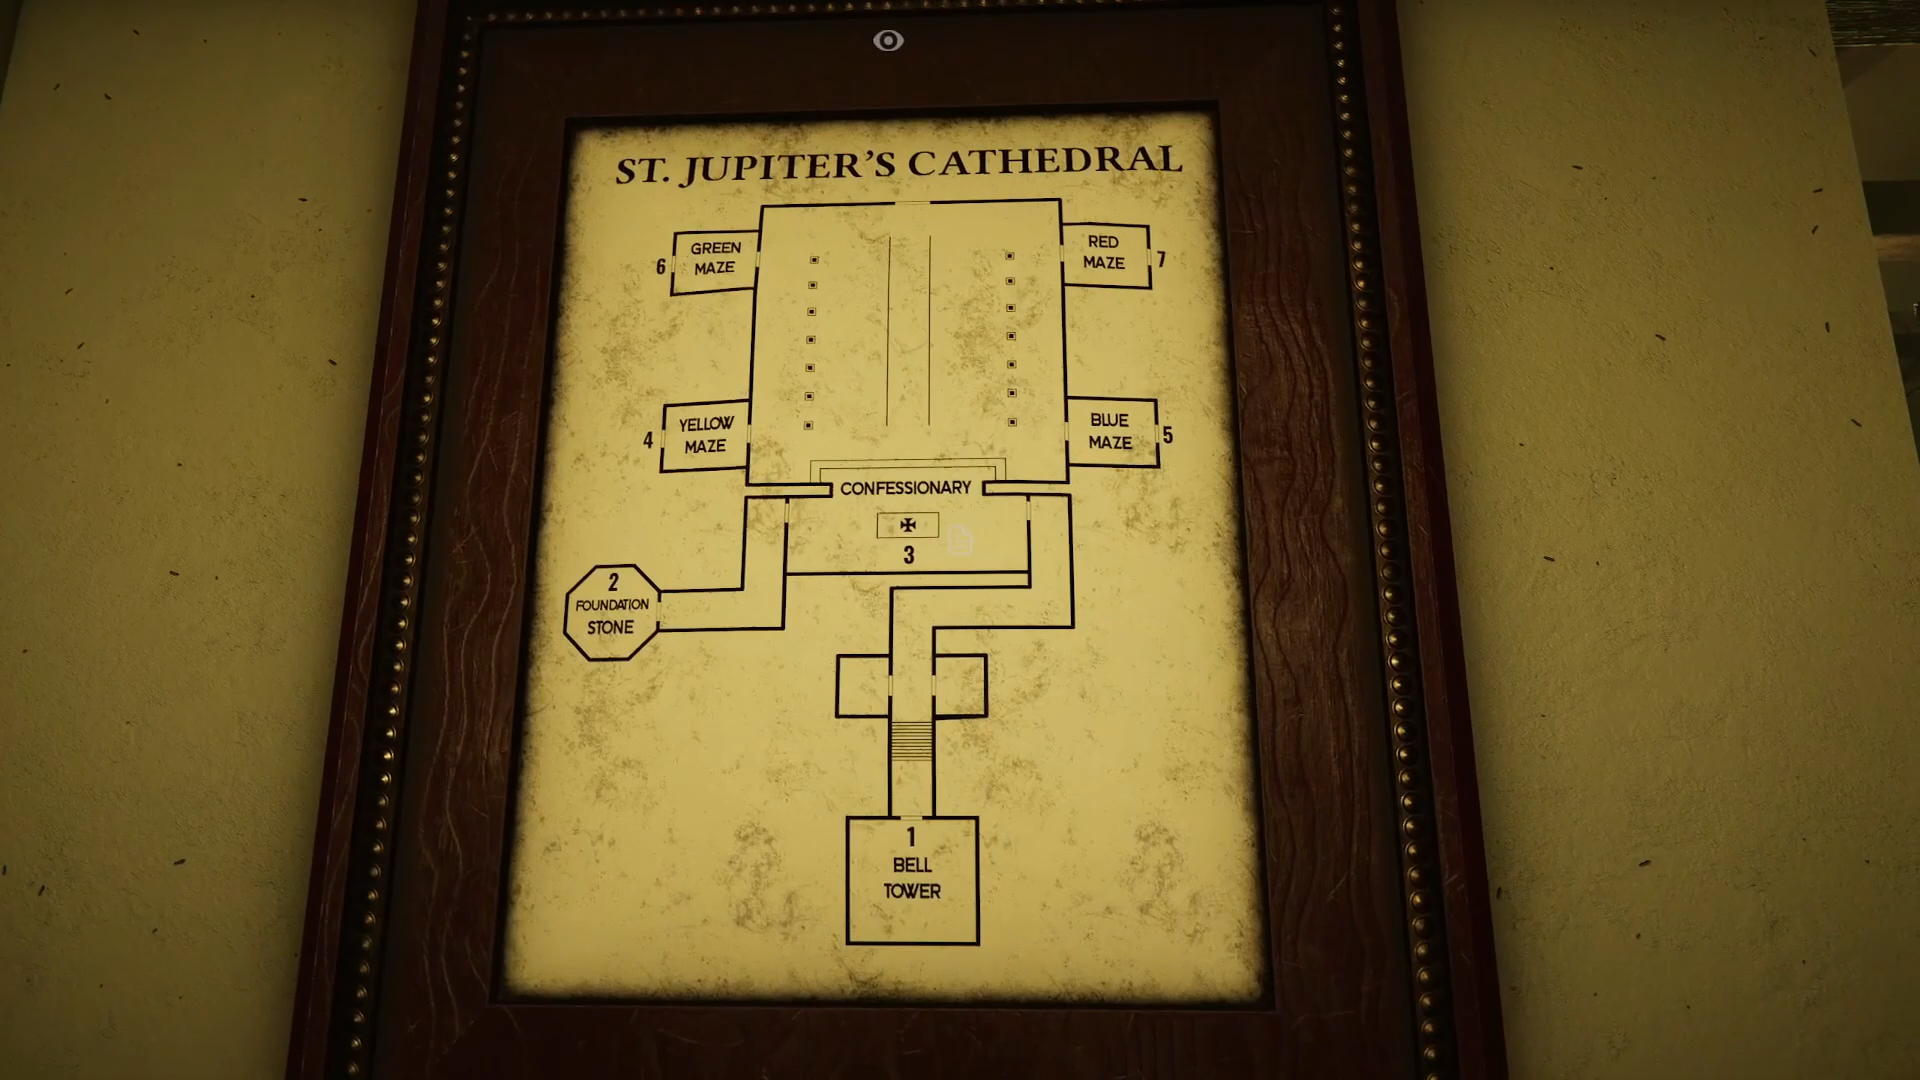 ST. JUPITER'S CATHEDRAL
GREEN
MAZE
6
RED
MAZE
7
YELLOW
MAZE
4
BLUE
MAZE
5
CONFESSIONARY
3
2
FOUNDATION
STONE
1
BELL
TOWER